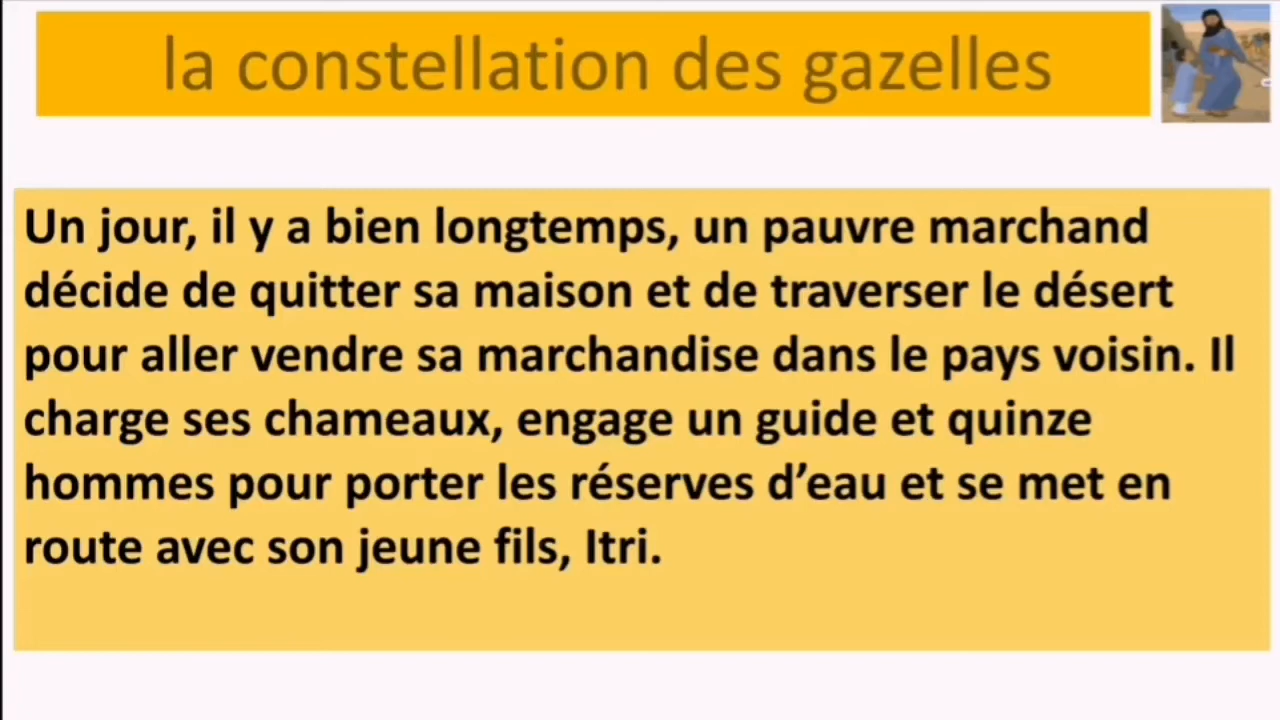 la constellation des gazelles
Un jour, il y a bien longtemps, un pauvre marchand
décide de quitter sa maison et de traverser le désert
pour aller vendre sa marchandise dans le pays voisin. Il
charge ses chameaux, engage un guide et quinze
hommes pour porter les réserves d’eau et se met en
route avec son jeune fils, Itri.